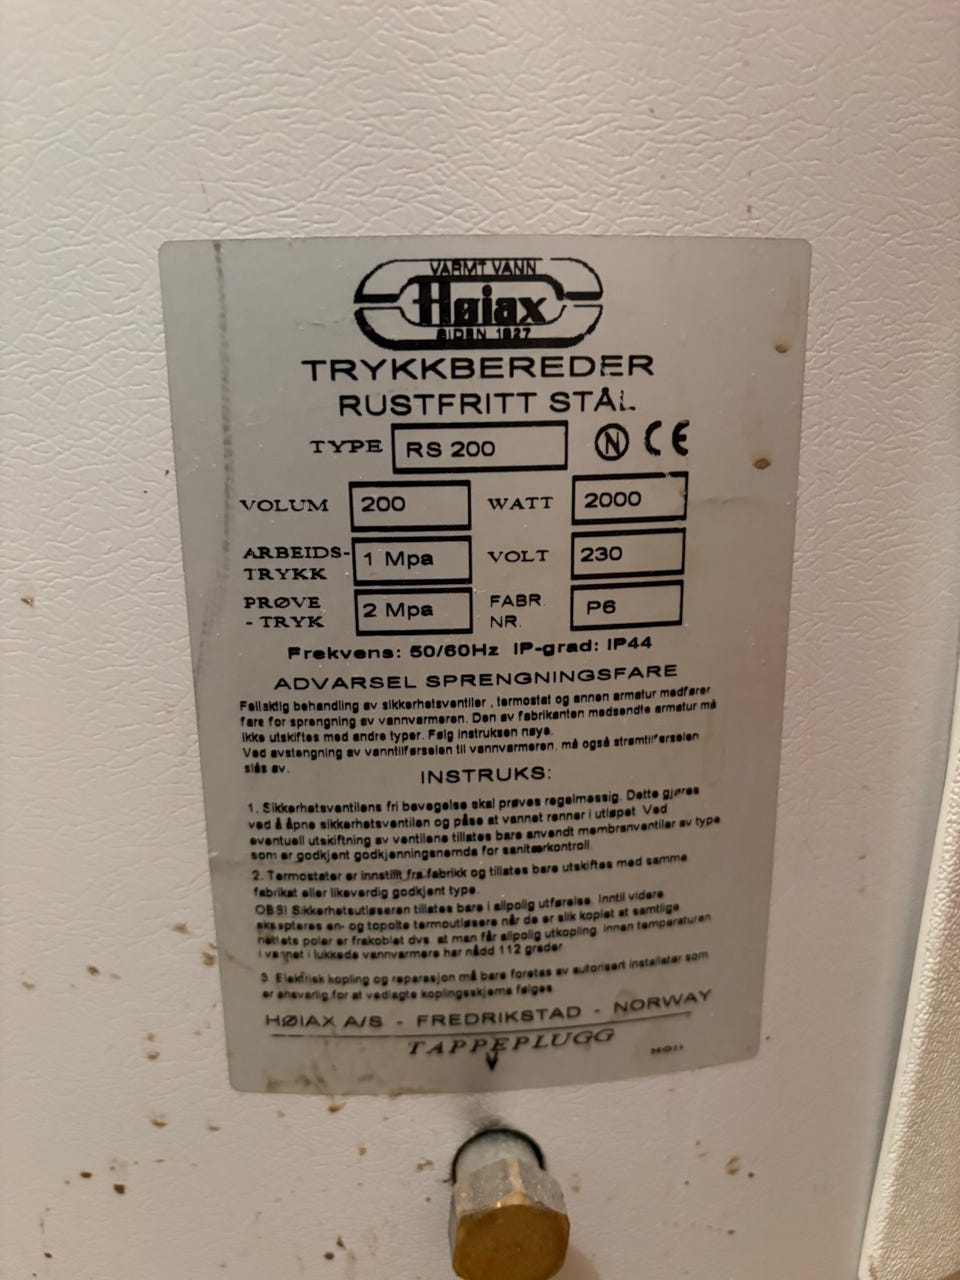 VARMT VANN
Høiax
SIDEN 1927
TRYKKBEREDER
RUSTFRITT STÅL
TYPE RS 200 N CE
VOLUM 200 WATT 2000
ARBEIDS-
TRYKK 1 Mpa VOLT 230
PRØVE
- TRYK 2 Mpa FABR.
NR. P6
Frekvens: 50/60Hz IP-grad: IP44
ADVARSEL SPRENGNINGSFARE
Feilaktig behandling av sikkerhetsventiler , termostat og annen armatur medfører
fare for sprengning av vannvarmeren. Den av fabrikanten medsendte armatur må
ikke utskiftes med andre typer. Følg instruksen nøye.
Ved avstengning av vanntilførselen til vannvarmeren, må også strømtilførselen
slås av.
INSTRUKS:
1. Sikkerhetsventilens fri bevegelse skal prøves regelmessig. Dette gjøres
ved å åpne sikkerhetsventilen og påse at vannet renner i utløpet. Ved
eventuell utskiftning av ventilene tillates bare anvendt membranventiler av type
som er godkjent godkjenningsnemda for sanitærkontroll.
2. Termostater er innstillt fra fabrikk og tillates bare utskiftes med samme
fabrikat eller likeverdig godkjent type.
OBS! Sikkerhetsutløseren tillates bare i allpolig utførelse. Inntil videre
aksepteres en- og topolte termoutløsere når de er slik koplet at samtlige
nettets poler er frakoblet dvs. at man får allpolig utkopling, innen temperaturen
i vannet i lukkede vannvarmere har nådd 112 grader
3 Elektrisk kopling og reparasjon må bare foretas av autorisert installatør som
er ansvarlig for at vedlagte koplingsskjema følges
HØIAX A/S - FREDRIKSTAD - NORWAY
TAPPEPLUGG